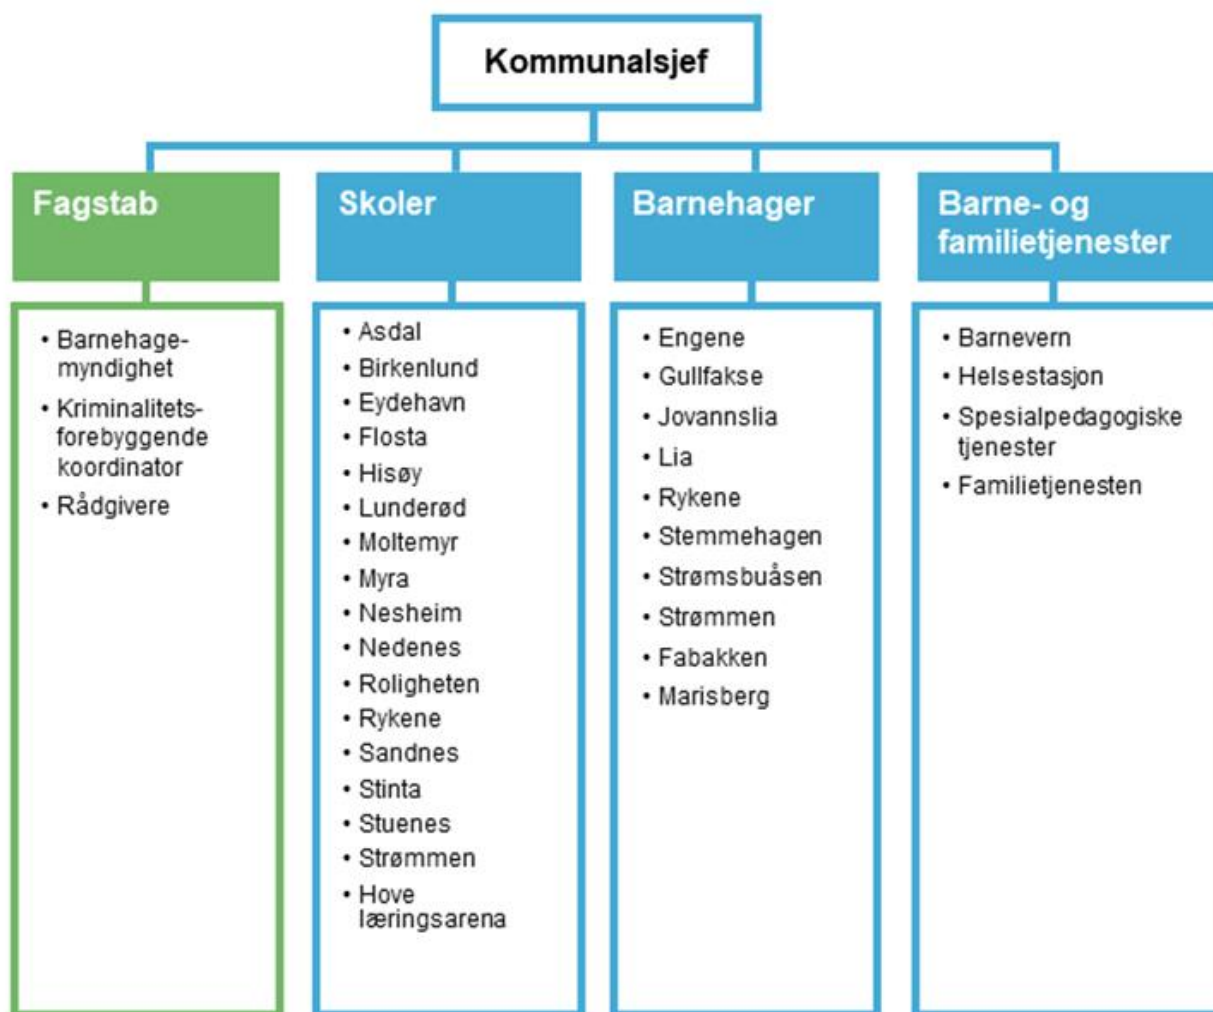 Kommunalsjef
Fagstab
• Barnehage-
myndighet
• Kriminalitets-
forebyggende
koordinator
• Rådgivere
Skoler
• Asdal
• Birkenlund
• Eydehavn
• Flosta
• Hisøy
• Lunderød
• Moltemyr
• Myra
• Nesheim
• Nedenes
• Roligheten
• Rykene
• Sandnes
• Stinta
• Stuenes
• Strømmen
• Hove
læringsarena
Barnehager
• Engene
• Gullfakse
• Jovannslia
• Lia
• Rykene
• Stemmehagen
• Strømsbuåsen
• Strømmen
• Fabakken
• Marisberg
Barne- og
familietjenester
• Barnevern
• Helsestasjon
• Spesialpedagogiske
tjenester
• Familietjenesten